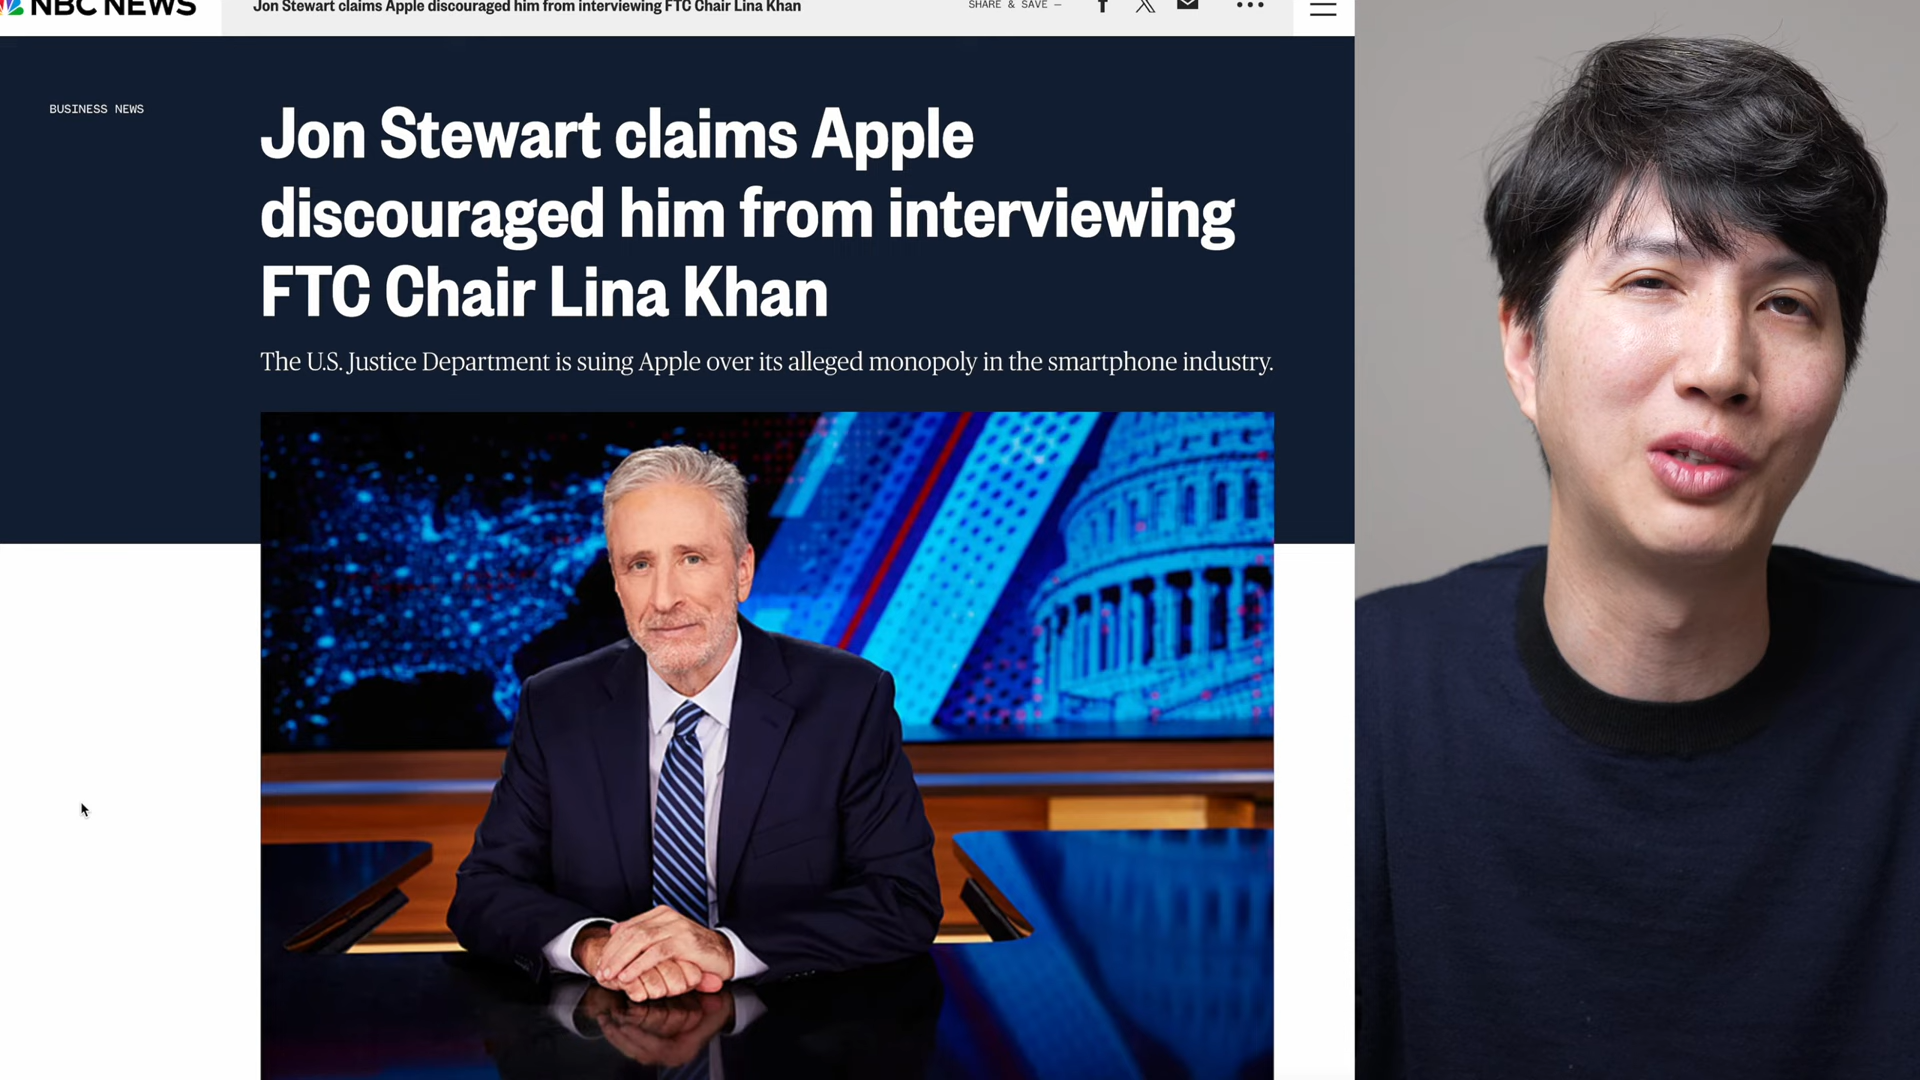 NBC NEWS
Jon Stewart claims Apple discouraged him from interviewing FTC Chair Lina Khan
SHARE & SAVE —
BUSINESS NEWS
Jon Stewart claims Apple
discouraged him from interviewing
FTC Chair Lina Khan
The U.S. Justice Department is suing Apple over its alleged monopoly in the smartphone industry.